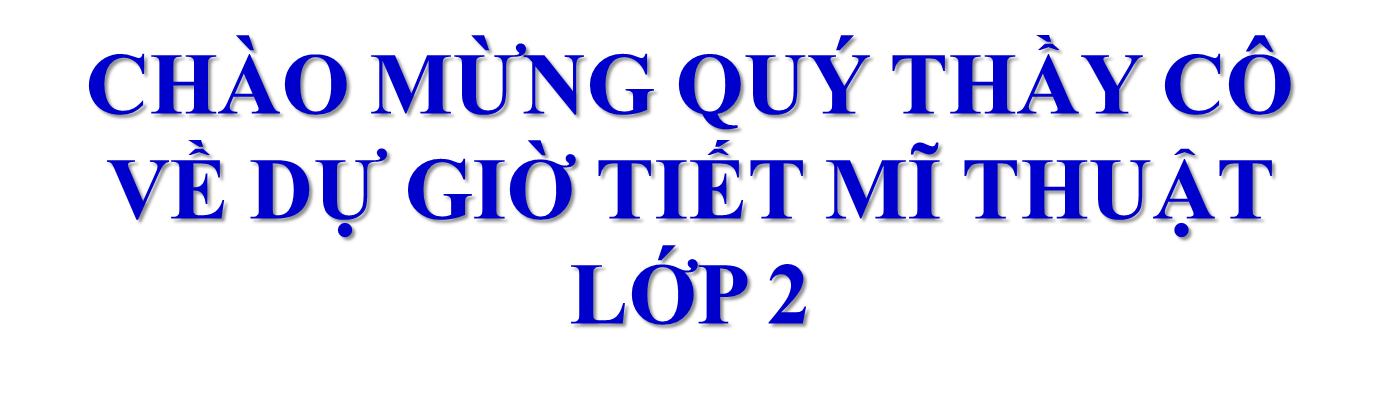 CHÀO MỪNG QUÝ THẦY CÔ
VỀ DỰ GIỜ TIẾT MĨ THUẬT
LỚP 2